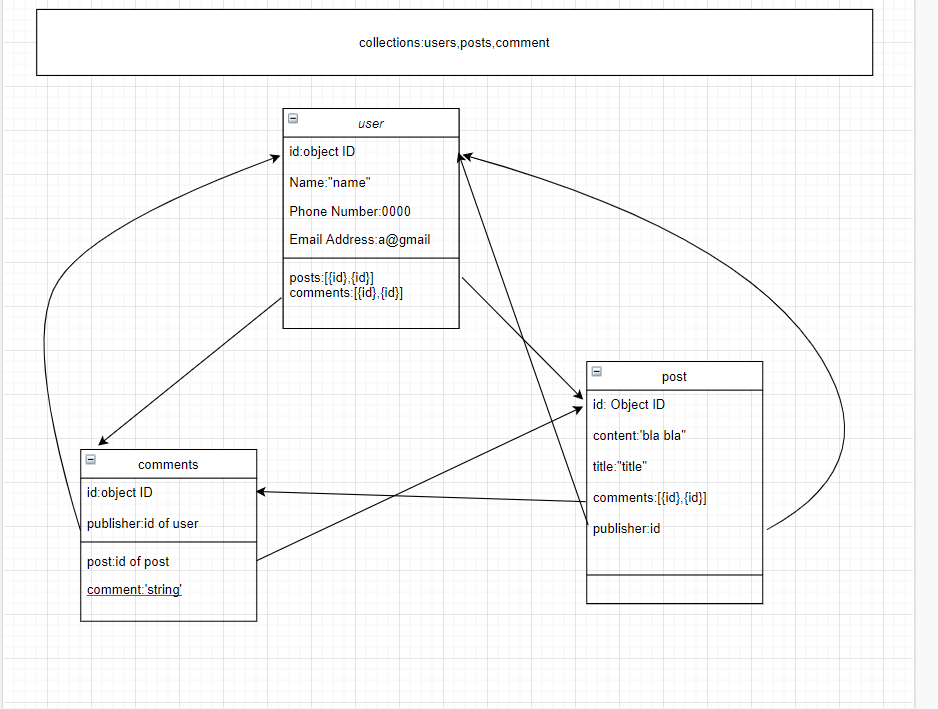 collections:users,posts,comment
user
id:object ID
Name:"name"
Phone Number:0000
Email Address:a@gmail
posts:[{id},{id}]
comments:[{id},{id}]
post
id: Object ID
content:'bla bla"
title:"title"
comments:[{id},{id}]
publisher:id
comments
id:object ID
publisher:id of user
post:id of post
comment:'string'